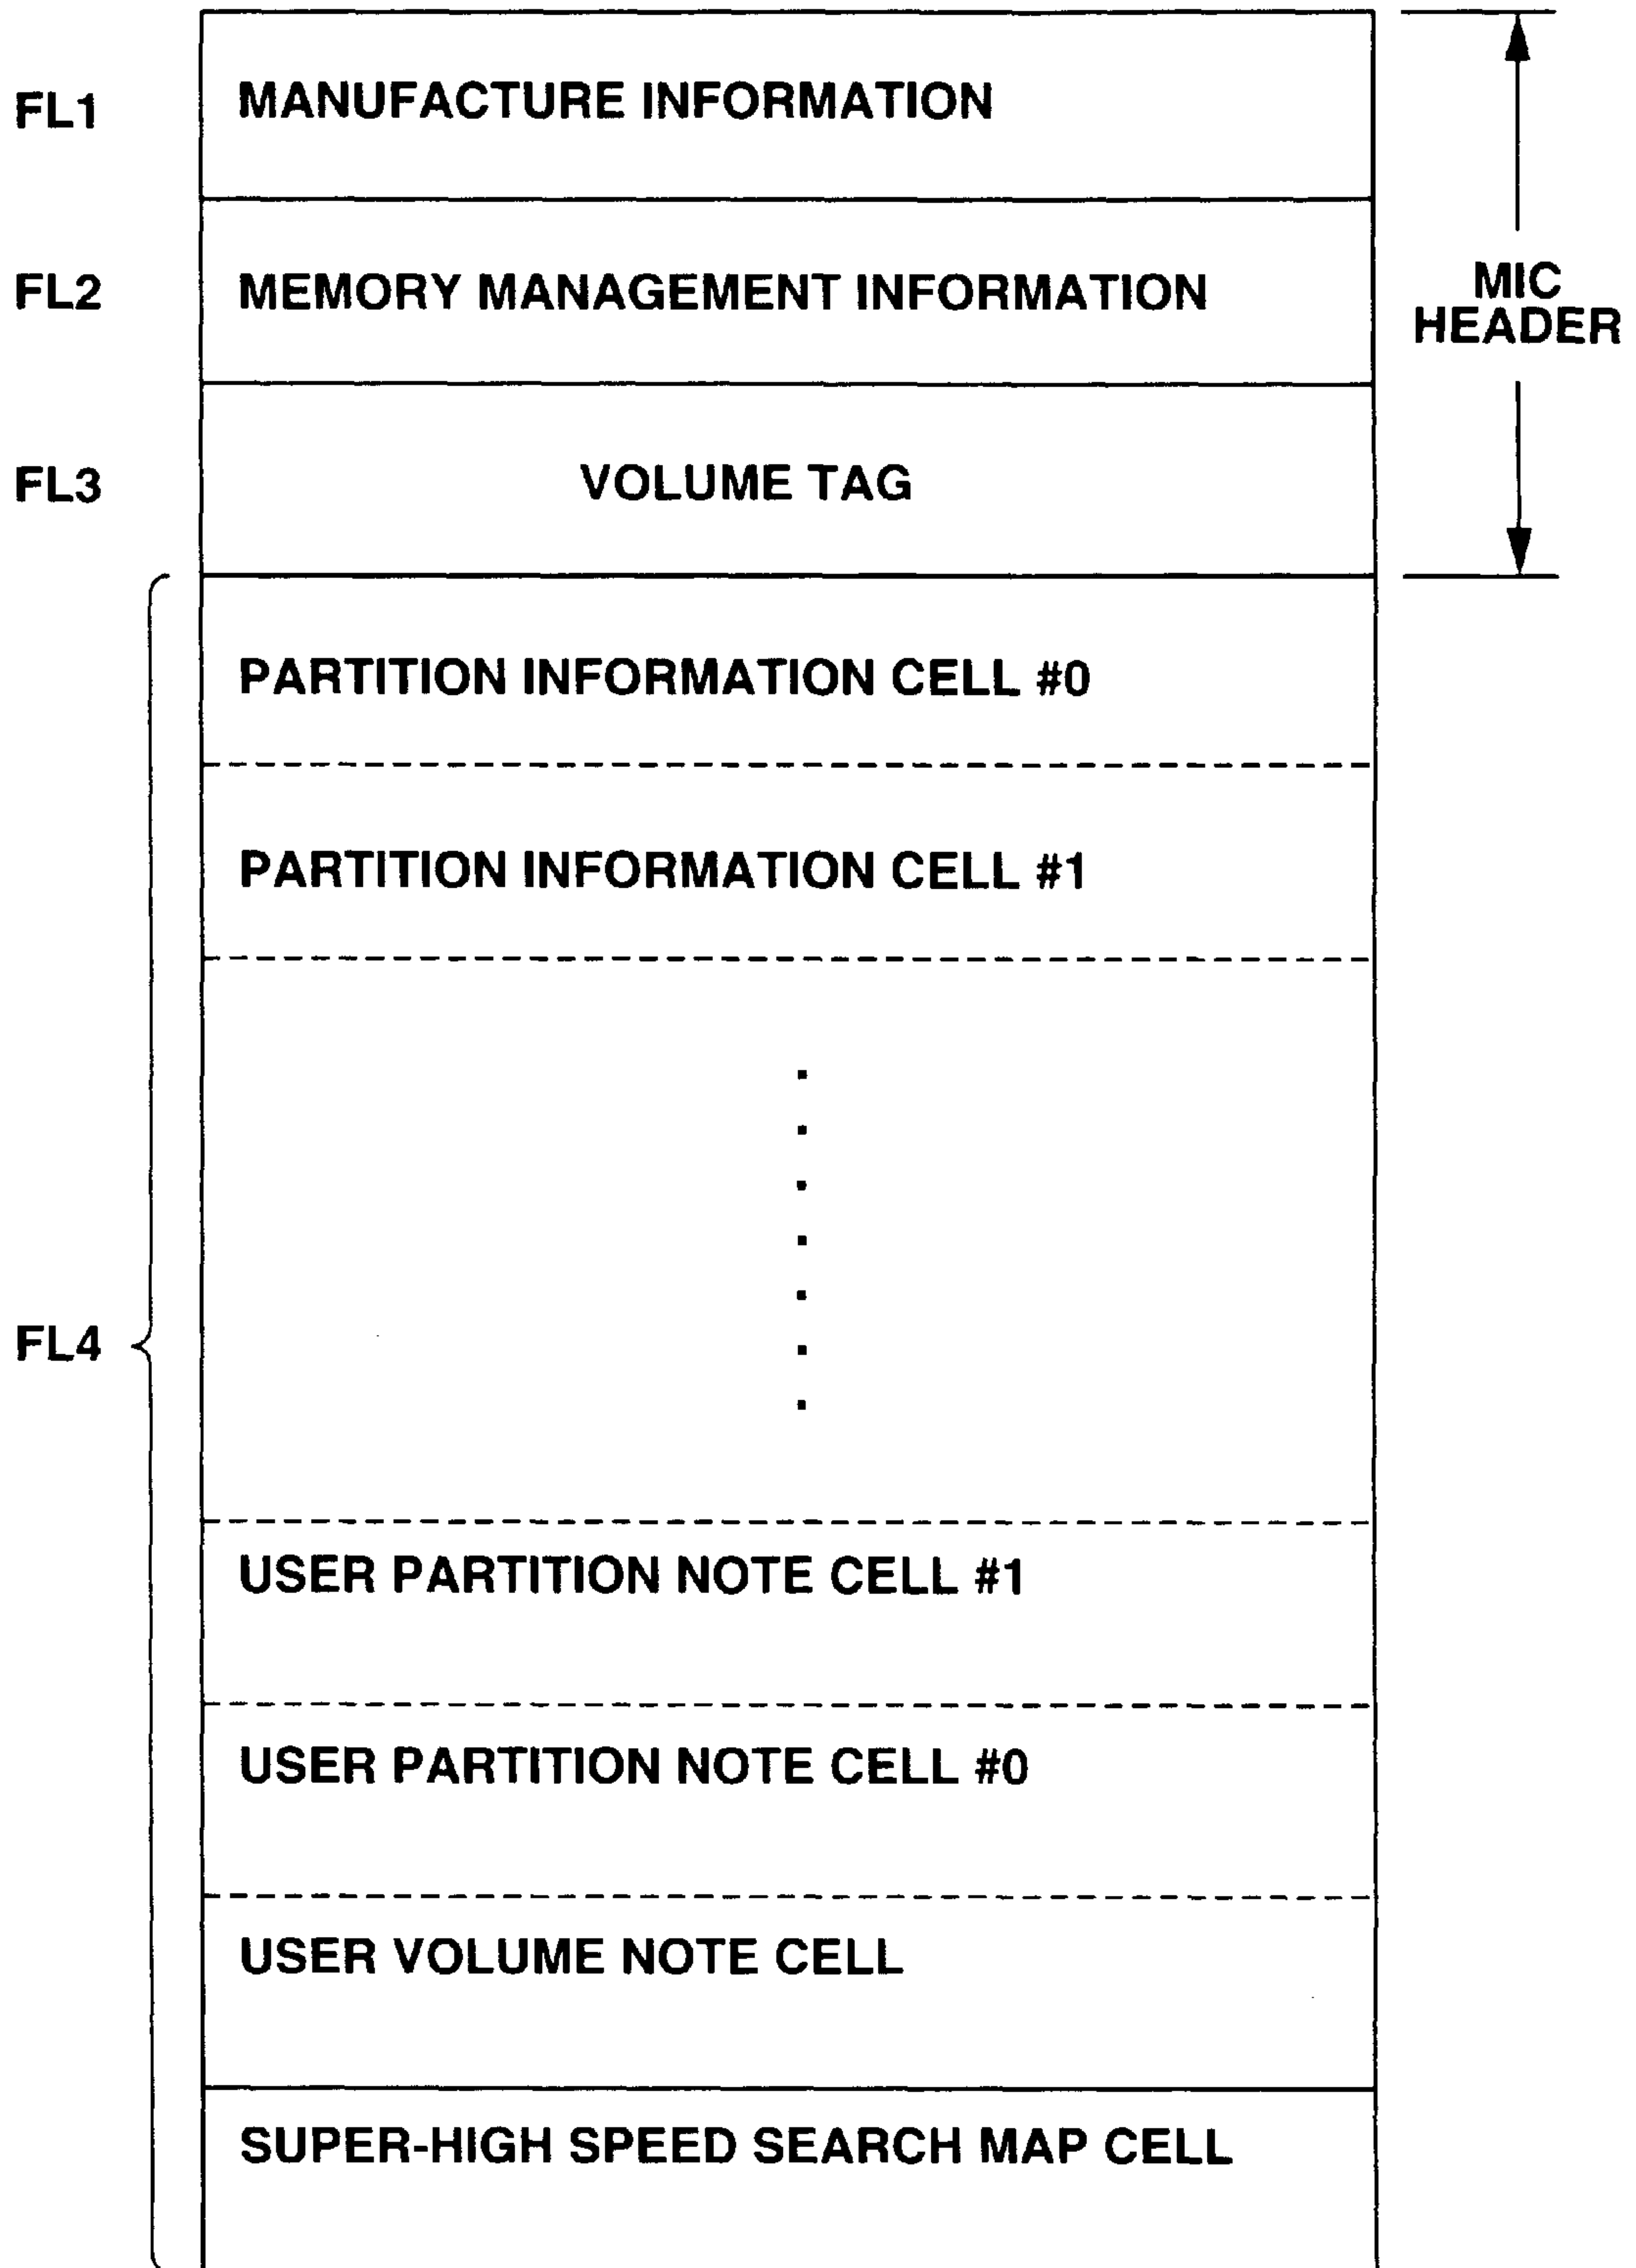 FL1 MANUFACTURE INFORMATION
FL2 MEMORY MANAGEMENT INFORMATION
MIC
HEADER
FL3 VOLUME TAG
PARTITION INFORMATION CELL #0
PARTITION INFORMATION CELL #1
FL4
USER PARTITION NOTE CELL #1
USER PARTITION NOTE CELL #0
USER VOLUME NOTE CELL
SUPER-HIGH SPEED SEARCH MAP CELL